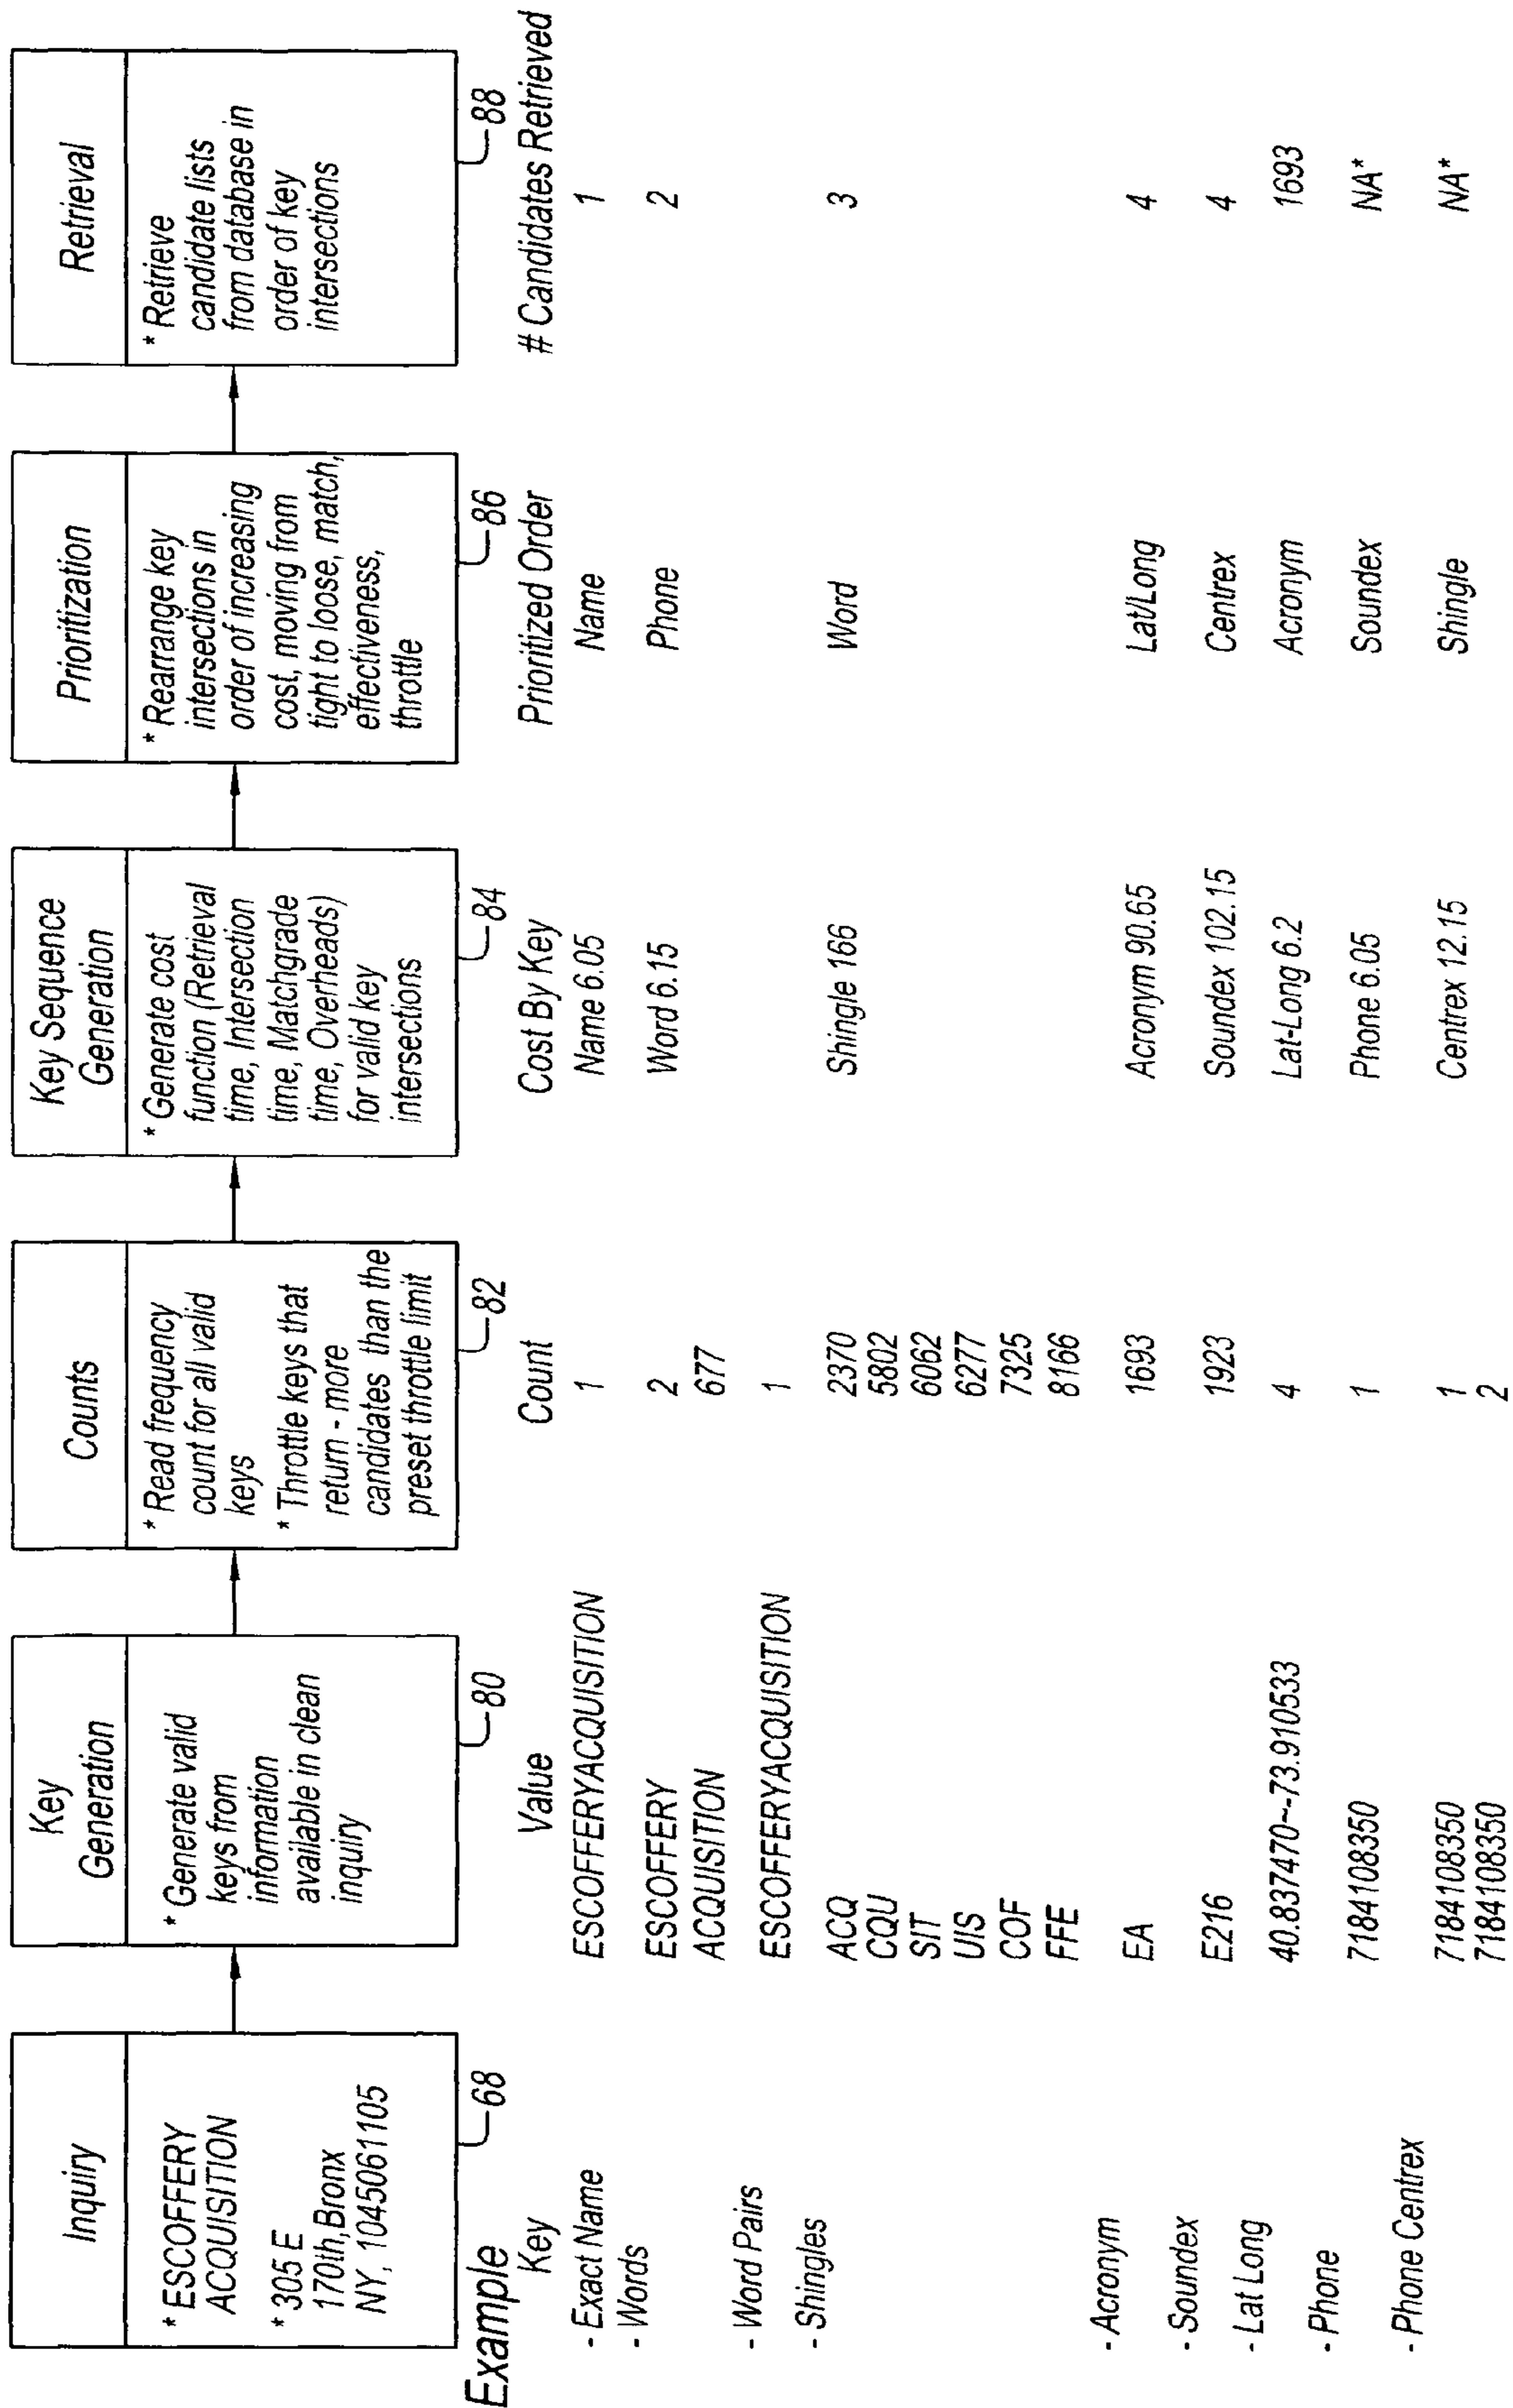 Inquiry
* ESCOFFERY
ACQUISITION
* 305 E
170th,Bronx
NY, 1045061105
68
Key
Generation
* Generate valid
keys from
information
available in clean
inquiry
80
Counts
* Read frequency
count for all valid
keys
* Throttle keys that
return - more
candidates than the
preset throttle limit
82
Key Sequence
Generation
* Generate cost
function (Retrieval
time, Intersection
time, Matchgrade
time, Overheads)
for valid key
intersections
84
Prioritization
* Rearrange key
intersections in
order of increasing
cost, moving from
tight to loose, match,
effectiveness,
throttle
86
Retrieval
* Retrieve
candidate lists
from database in
order of key
intersections
88
Example
Key
- Exact Name
- Words
- Word Pairs
- Shingles
- Acronym
- Soundex
- Lat Long
- Phone
- Phone Centrex
Value
ESCOFFERYACQUISITION
ESCOFFERY
ACQUISITION
ESCOFFERYACQUISITION
ACQ
CQU
SIT
UIS
COF
FFE
EA
E216
40.837470~-73.910533
7184108350
7184108350
7184108350
Count
1
2
677
1
2370
5802
6062
6277
7325
8166
1693
1923
4
1
1
2
Cost By Key
Name 6.05
Word 6.15
Shingle 166
Acronym 90.65
Soundex 102.15
Lat-Long 6.2
Phone 6.05
Centrex 12.15
Prioritized Order
Name
Phone
Word
Lat/Long
Centrex
Acronym
Soundex
Shingle
# Candidates Retrieved
1
2
3
4
4
1693
NA*
NA*